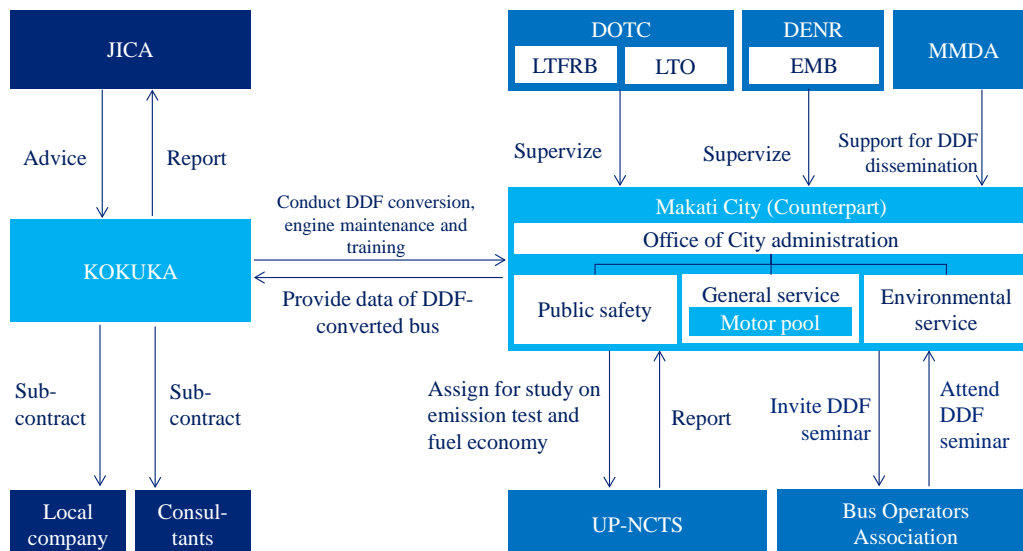 JICA
DOTC
LTFRB
LTO
DENR
EMB
MMDA
Advice
Report
Supervize
Supervize
Support for DDF
dissemination
KOKUKA
Conduct DDF conversion,
engine maintenance and
training
Provide data of DDF-
converted bus
Makati City (Counterpart)
Office of City administration
Public safety
General service
Motor pool
Environmental
service
Sub-
contract
Sub-
contract
Assign for study on
emission test and
fuel economy
Report
Invite DDF
seminar
Attend
DDF
seminar
Local
company
Consul-
tants
UP-NCTS
Bus Operators
Association